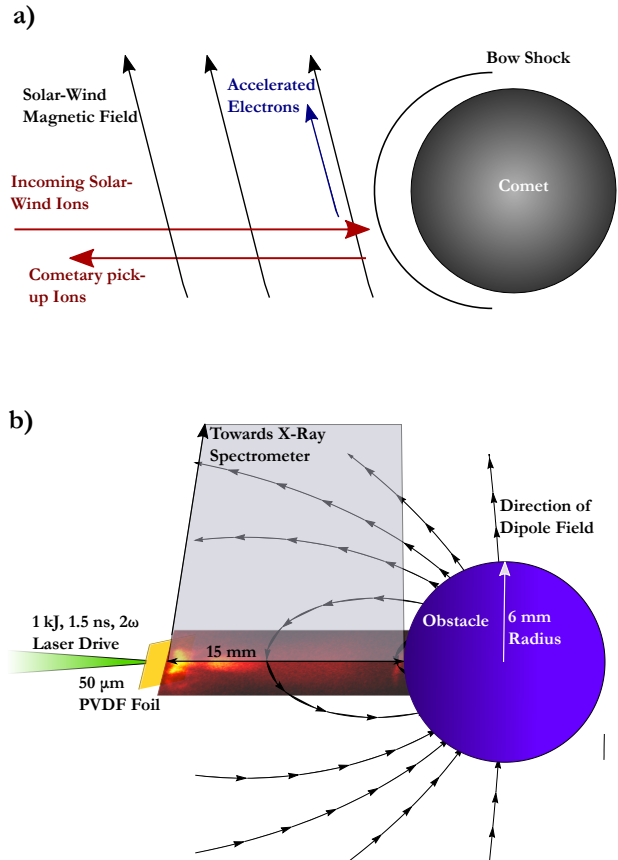 a)
Bow Shock
Solar-Wind
Magnetic Field
Accelerated
Electrons
Comet
Incoming Solar-
Wind Ions
Cometary pick-
up Ions
b)
Towards X-Ray
Spectrometer
Direction of
Dipole Field
1 kJ, 1.5 ns, 2ω
Laser Drive
15 mm
Obstacle
6 mm
Radius
50 μm
PVDF Foil